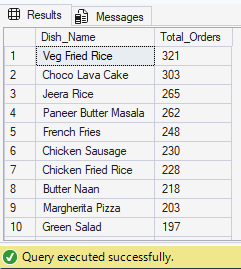 Results Messages
Dish_Name Total_Orders
1 Veg Fried Rice 321
2 Choco Lava Cake 303
3 Jeera Rice 265
4 Paneer Butter Masala 262
5 French Fries 248
6 Chicken Sausage 230
7 Chicken Fried Rice 228
8 Butter Naan 218
9 Margherita Pizza 203
10 Green Salad 197
Query executed successfully.